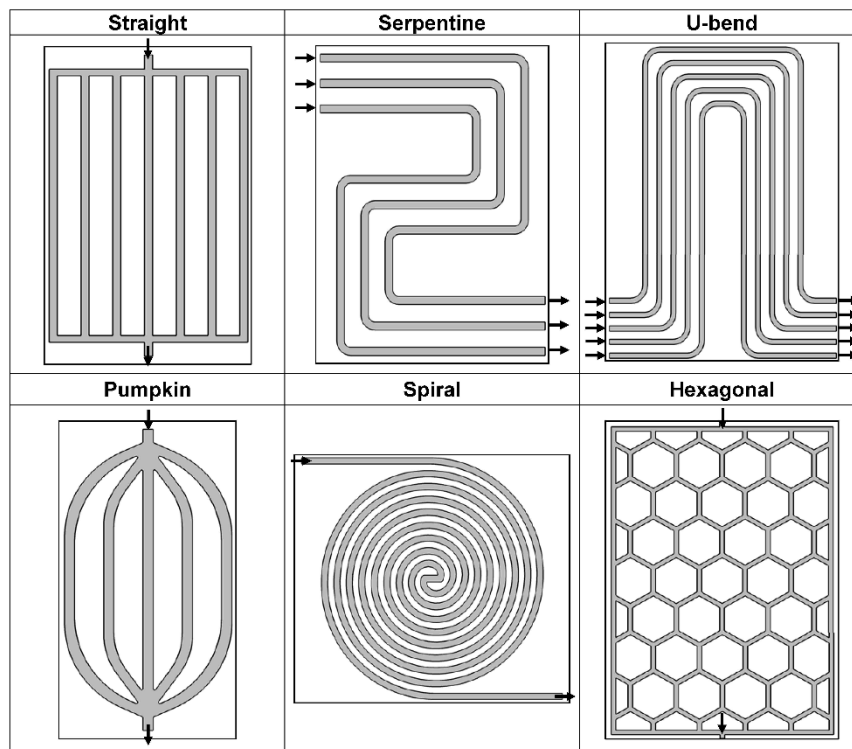 Straight
Serpentine
U-bend
Pumpkin
Spiral
Hexagonal